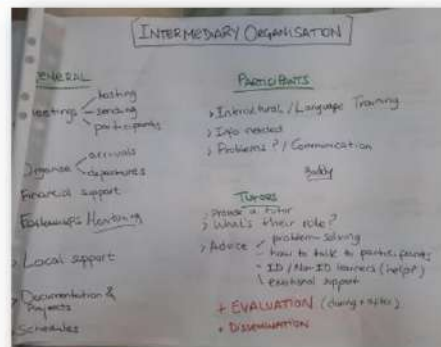 INTERMEDIARY ORGANISATION
GENERAL
Meetings
hosting
sending
participants
Organise
arrivals
departures
Financial support
Monitoring
> Local support
> Documentation &
Projects
Schedules
PARTICIPANTS
> Intercultural / Language Training
> Info needed
> Problems? / Communication
Buddy
TUTORS
> Provide a tutor
> What's their role?
> Advice
problem-solving
how to talk to participants
ID / Non-ID learners (help?)
emotional support
+ EVALUATION (during + after)
+ DISSEMINATION